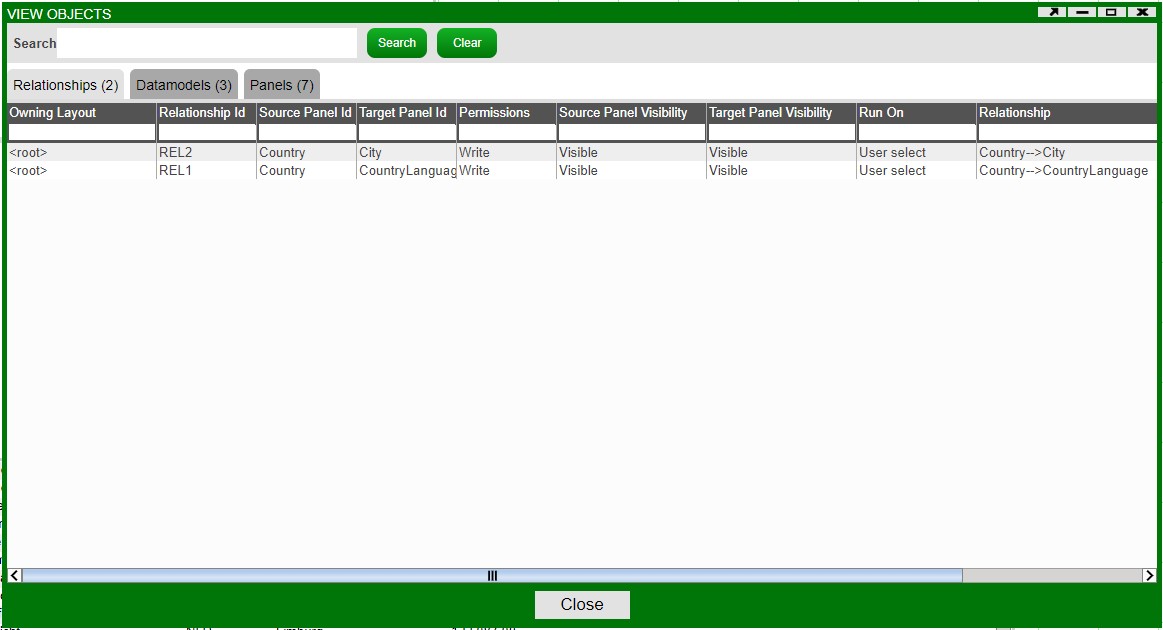 VIEW OBJECTS
Search Search Clear
Relationships (2) Datamodels (3) Panels (7)
Owning Layout Relationship Id Source Panel Id Target Panel Id Permissions Source Panel Visibility Target Panel Visibility Run On Relationship
<root> REL2 Country City Write Visible Visible User select Country-->City
<root> REL1 Country CountryLanguag Write Visible Visible User select Country-->CountryLanguage
Close